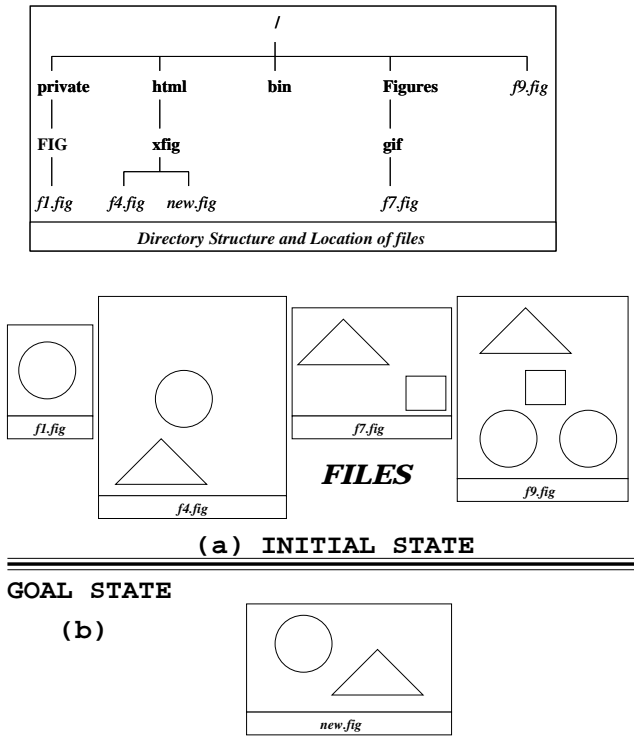 /
private html bin Figures f9.fig
FIG xfig gif
f1.fig f4.fig new.fig f7.fig
Directory Structure and Location of files
f1.fig
f4.fig
f7.fig
f9.fig
FILES
(a) INITIAL STATE
GOAL STATE
(b)
new.fig